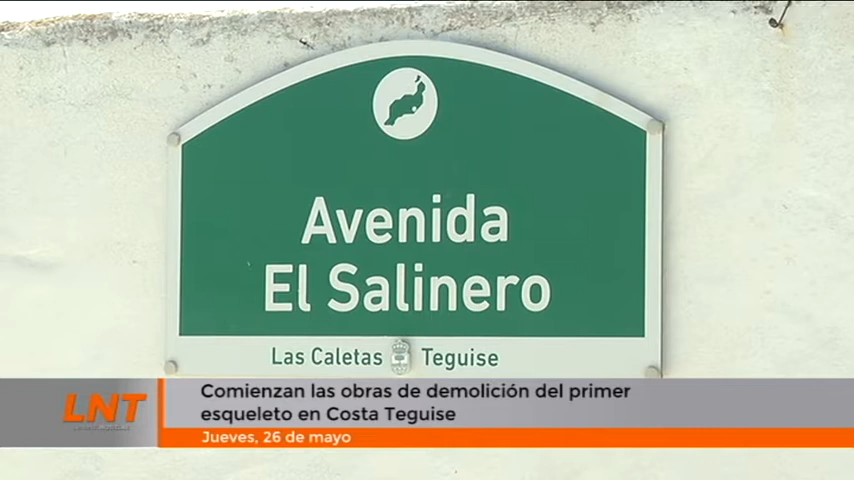 Avenida
El Salinero
Las Caletas Teguise
LNT
Comienzan las obras de demolición del primer
esqueleto en Costa Teguise
Jueves, 26 de mayo